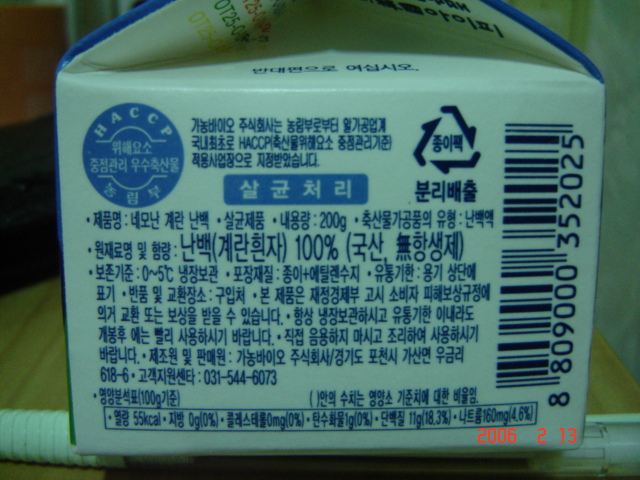 반대편으로 여십시오.
HACCP
위해요소
중점관리 우수축산물
농림부
가농바이오 주식회사는 농림부로부터 알가공업계
국내최초로 HACCP(축산물위해요소 중점관리기준)
적용사업장으로 지정받았습니다.
종이팩
분리배출
살균처리
•제품명 : 네모난 계란 난백 •살균제품 •내용량 : 200g •축산물가공품의 유형 : 난백액
•원재료명 및 함량 : 난백(계란흰자) 100% (국산, 無항생제)
•보존기준 : 0~5℃ 냉장보관 •포장재질 : 종이+에틸렌수지 •유통기한 : 용기 상단에
표기 •반품 및 교환장소 : 구입처 •본 제품은 재정경제부 고시 소비자 피해보상규정에
의거 교환 또는 보상을 받을 수 있습니다. •항상 냉장보관하시고 유통기한 이내라도
개봉후 에는 빨리 사용하시기 바랍니다. •직접 음용하지 마시고 조리하여 사용하시기
바랍니다. •제조원 및 판매원 : 가농바이오 주식회사/경기도 포천시 가산면 우금리
618-6 •고객지원센타 : 031-544-6073
•영양분석표(100g기준) ( )안의 수치는 영양소 기준치에 대한 비율임.
•열량 55kcal •지방 0g(0%) •콜레스테롤0mg(0%) •탄수화물1g(0%) •단백질 11g(18.3%) •나트륨160mg(4.6%)
8 809000 352025
2006 2 13